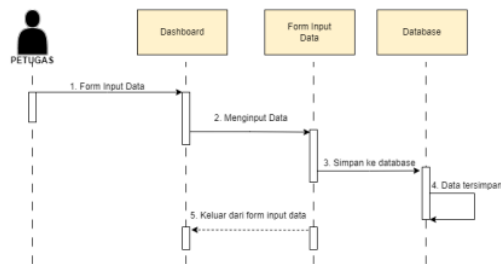 Dashboard
Form Input
Data
Database
PETUGAS
1. Form Input Data
2. Menginput Data
3. Simpan ke database
4. Data tersimpan
5. Keluar dari form input data